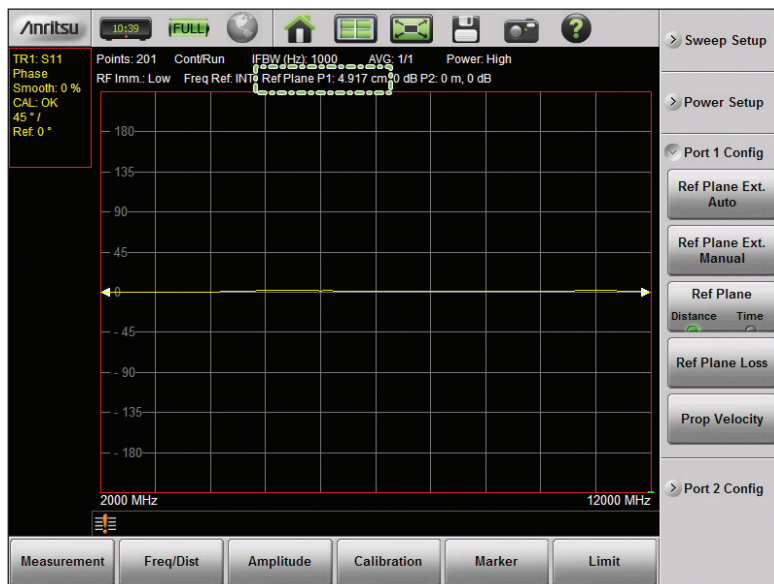 Anritsu
10:39
FULL
?
TR1: S11
Phase
Smooth: 0 %
CAL: OK
45 ° /
Ref: 0 °
Points: 201 Cont/Run IFBW (Hz): 1000 AVG: 1/1 Power: High
RF Imm.: Low Freq Ref: INT Ref Plane P1: 4.917 cm, 0 dB P2: 0 m, 0 dB
180
135
90
45
0
- 45
- 90
- 135
- 180
2000 MHz
12000 MHz
Sweep Setup
Power Setup
Port 1 Config
Ref Plane Ext.
Auto
Ref Plane Ext.
Manual
Ref Plane
Distance Time
Ref Plane Loss
Prop Velocity
Port 2 Config
Measurement
Freq/Dist
Amplitude
Calibration
Marker
Limit